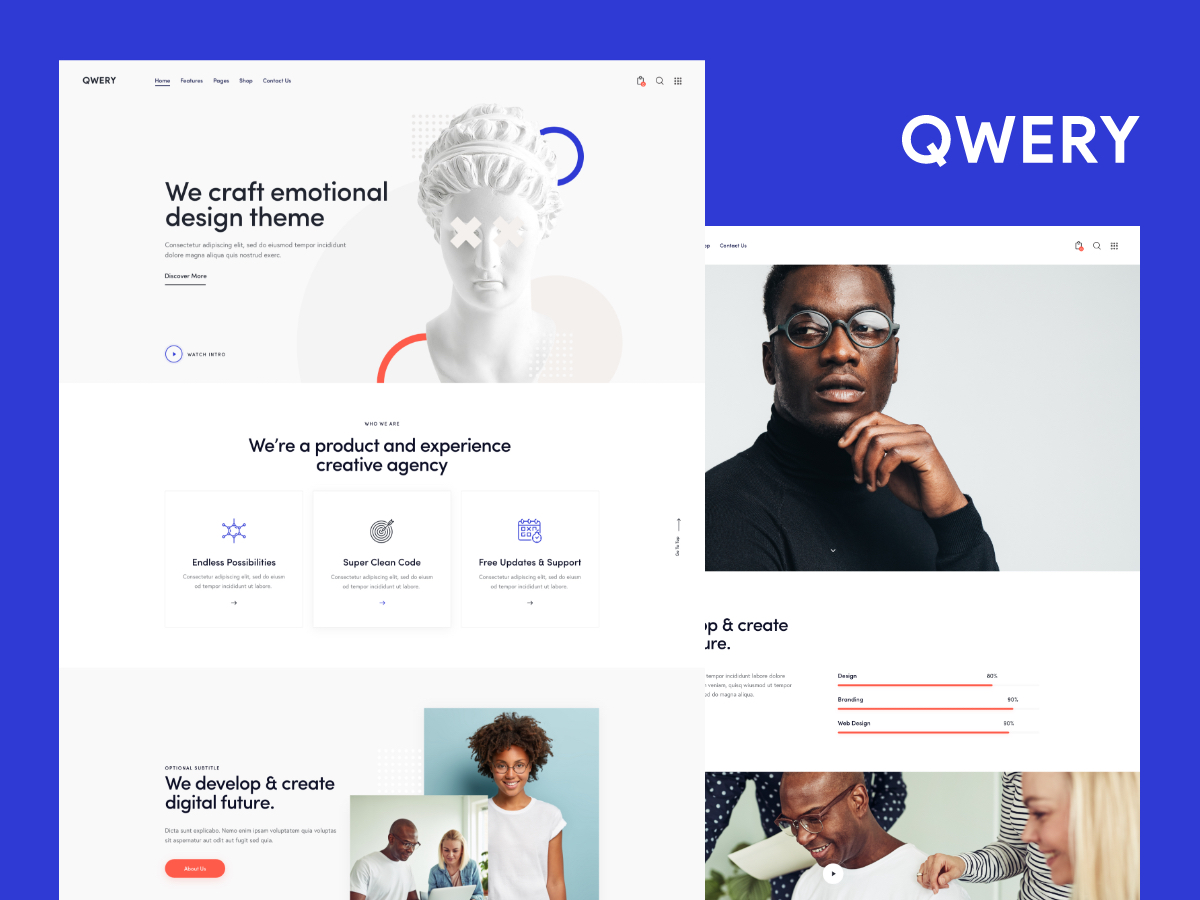 QWERY
Home Features Pages Shop Contact Us
We craft emotional
design theme
Consectetur adipiscing elit, sed do eiusmod tempor incididunt
dolore magna aliqua quis nostrud exerc.
Discover More
WATCH INTRO
WHO WE ARE
We're a product and experience
creative agency
Endless Possibilities
Consectetur adipiscing elit, sed do eiusm
od tempor incididunt ut labore.
Super Clean Code
Consectetur adipiscing elit, sed do eiusm
od tempor incididunt ut labore.
Free Updates & Support
Consectetur adipiscing elit, sed do eiusm
od tempor incididunt ut labore.
Go To Top
OPTIONAL SUBTITLE
We develop & create
digital future.
Dicta sunt explicabo. Nemo enim ipsam voluptatem quia voluptas
sit aspernatur aut odit aut fugit sed quia.
About Us
QWERY
op Contact Us
op & create
ure.
tempor incididunt labore dolore
veniam, quisq wiusmod ut tempor
od do magna aliqua.
Design 80%
Branding 90%
Web Design 90%